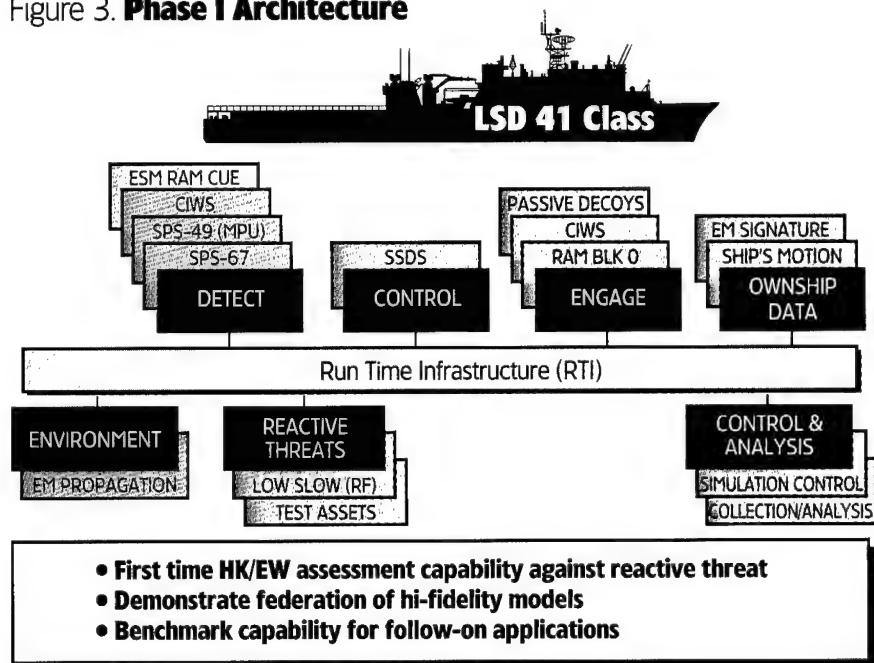 Figure 3. Phase I Architecture
LSD 41 Class
ESM RAM CUE
CIWS
SPS-49 (MPU)
SPS-67
DETECT
SSDS
CONTROL
PASSIVE DECOYS
CIWS
RAM BLK 0
ENGAGE
EM SIGNATURE
SHIP'S MOTION
OWNSHIP
DATA
Run Time Infrastructure (RTI)
ENVIRONMENT
EM PROPAGATION
REACTIVE
THREATS
LOW SLOW (RF)
TEST ASSETS
CONTROL &
ANALYSIS
SIMULATION CONTROL
COLLECTION/ANALYSIS
• First time HK/EW assessment capability against reactive threat
• Demonstrate federation of hi-fidelity models
• Benchmark capability for follow-on applications